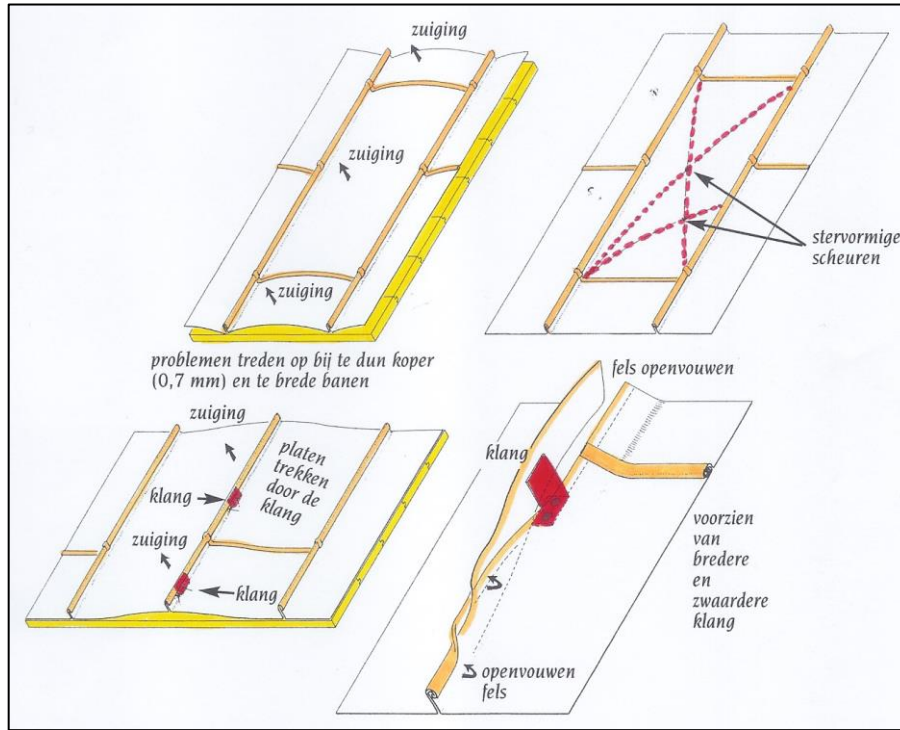 zuiging
zuiging
zuiging
stervormige
scheuren
problemen treden op bij te dun koper
(0,7 mm) en te brede banen
zuiging
platen
trekken
door de
klang
klang
zuiging
klang
fels openvouwen
klang
voorzien
van
bredere
en
zwaardere
klang
openvouwen
fels